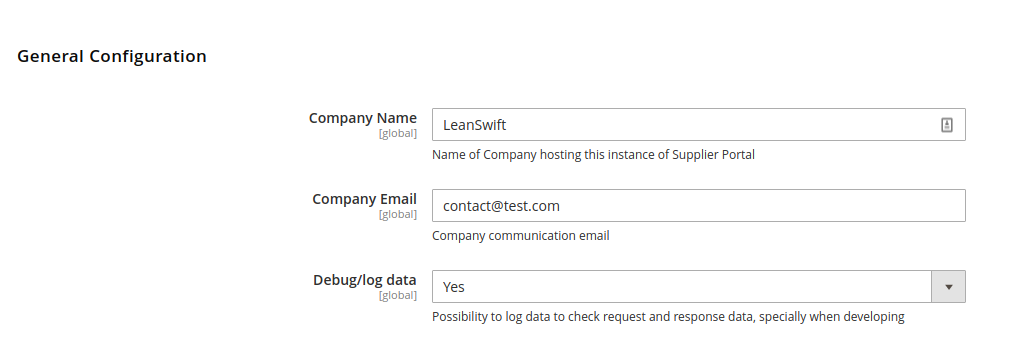 General Configuration
Company Name
[global]
LeanSwift
Name of Company hosting this instance of Supplier Portal
Company Email
[global]
contact@test.com
Company communication email
Debug/log data
[global]
Yes
Possibility to log data to check request and response data, specially when developing